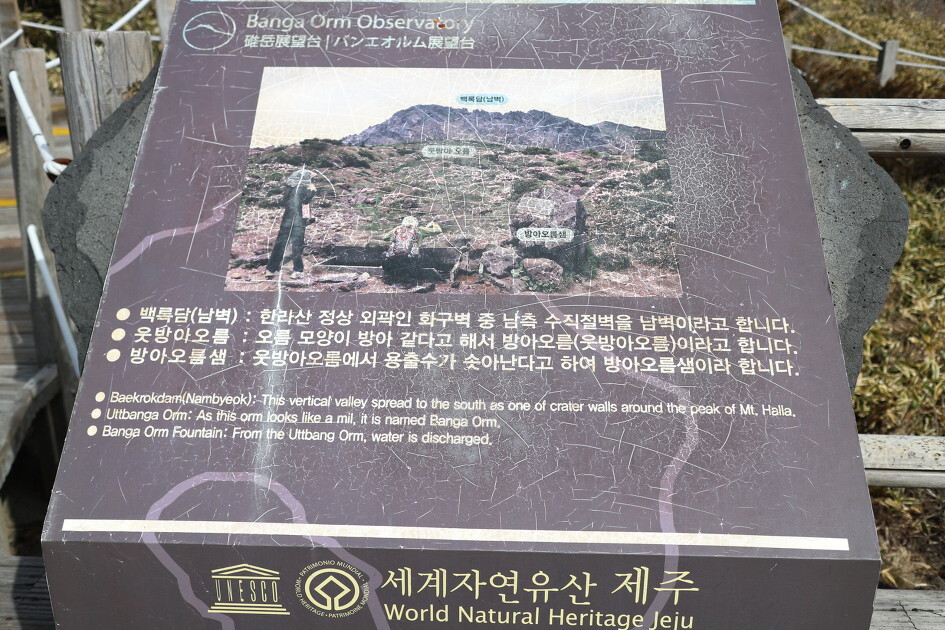 Banga Orm Observatory
碓岳展望台 | バンエオルム展望台
백록담(남벽)
웃방아 오름
방아오름샘
● 백록담(남벽) : 한라산 정상 외곽인 화구벽 중 남측 수직절벽을 남벽이라고 합니다.
● 웃방아오름 : 오름 모양이 방아 같다고 해서 방아오름(웃방아오름)이라고 합니다.
● 방아오름샘 : 웃방아오름에서 용출수가 솟아난다고 하여 방아오름샘이라 합니다.
● Baekrokdam(Nambyeok): This vertical valley spread to the south as one of crater walls around the peak of Mt. Halla.
● Uttbanga Orm: As this orm looks like a mil, it is named Banga Orm.
● Banga Orm Fountain: From the Uttbang Orm, water is discharged.
UNESCO
PATRIMONIO MUNDIAL • WORLD HERITAGE • PATRIMOINE MONDIAL
세계자연유산 제주
World Natural Heritage Jeju